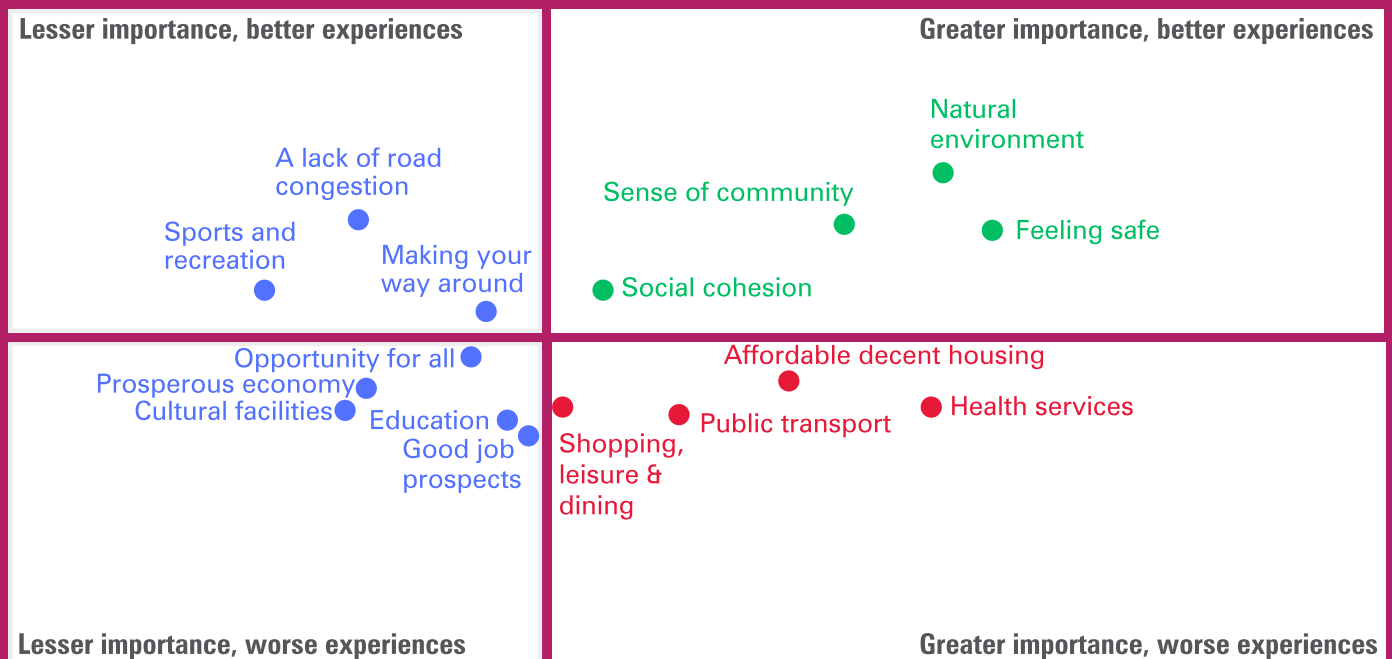 Lesser importance, better experiences
A lack of road
congestion
Sports and
recreation
Making your
way around
Greater importance, better experiences
Natural
environment
Sense of community
Feeling safe
Social cohesion
Opportunity for all
Prosperous economy
Cultural facilities
Education
Good job
prospects
Lesser importance, worse experiences
Affordable decent housing
Health services
Public transport
Shopping,
leisure &
dining
Greater importance, worse experiences